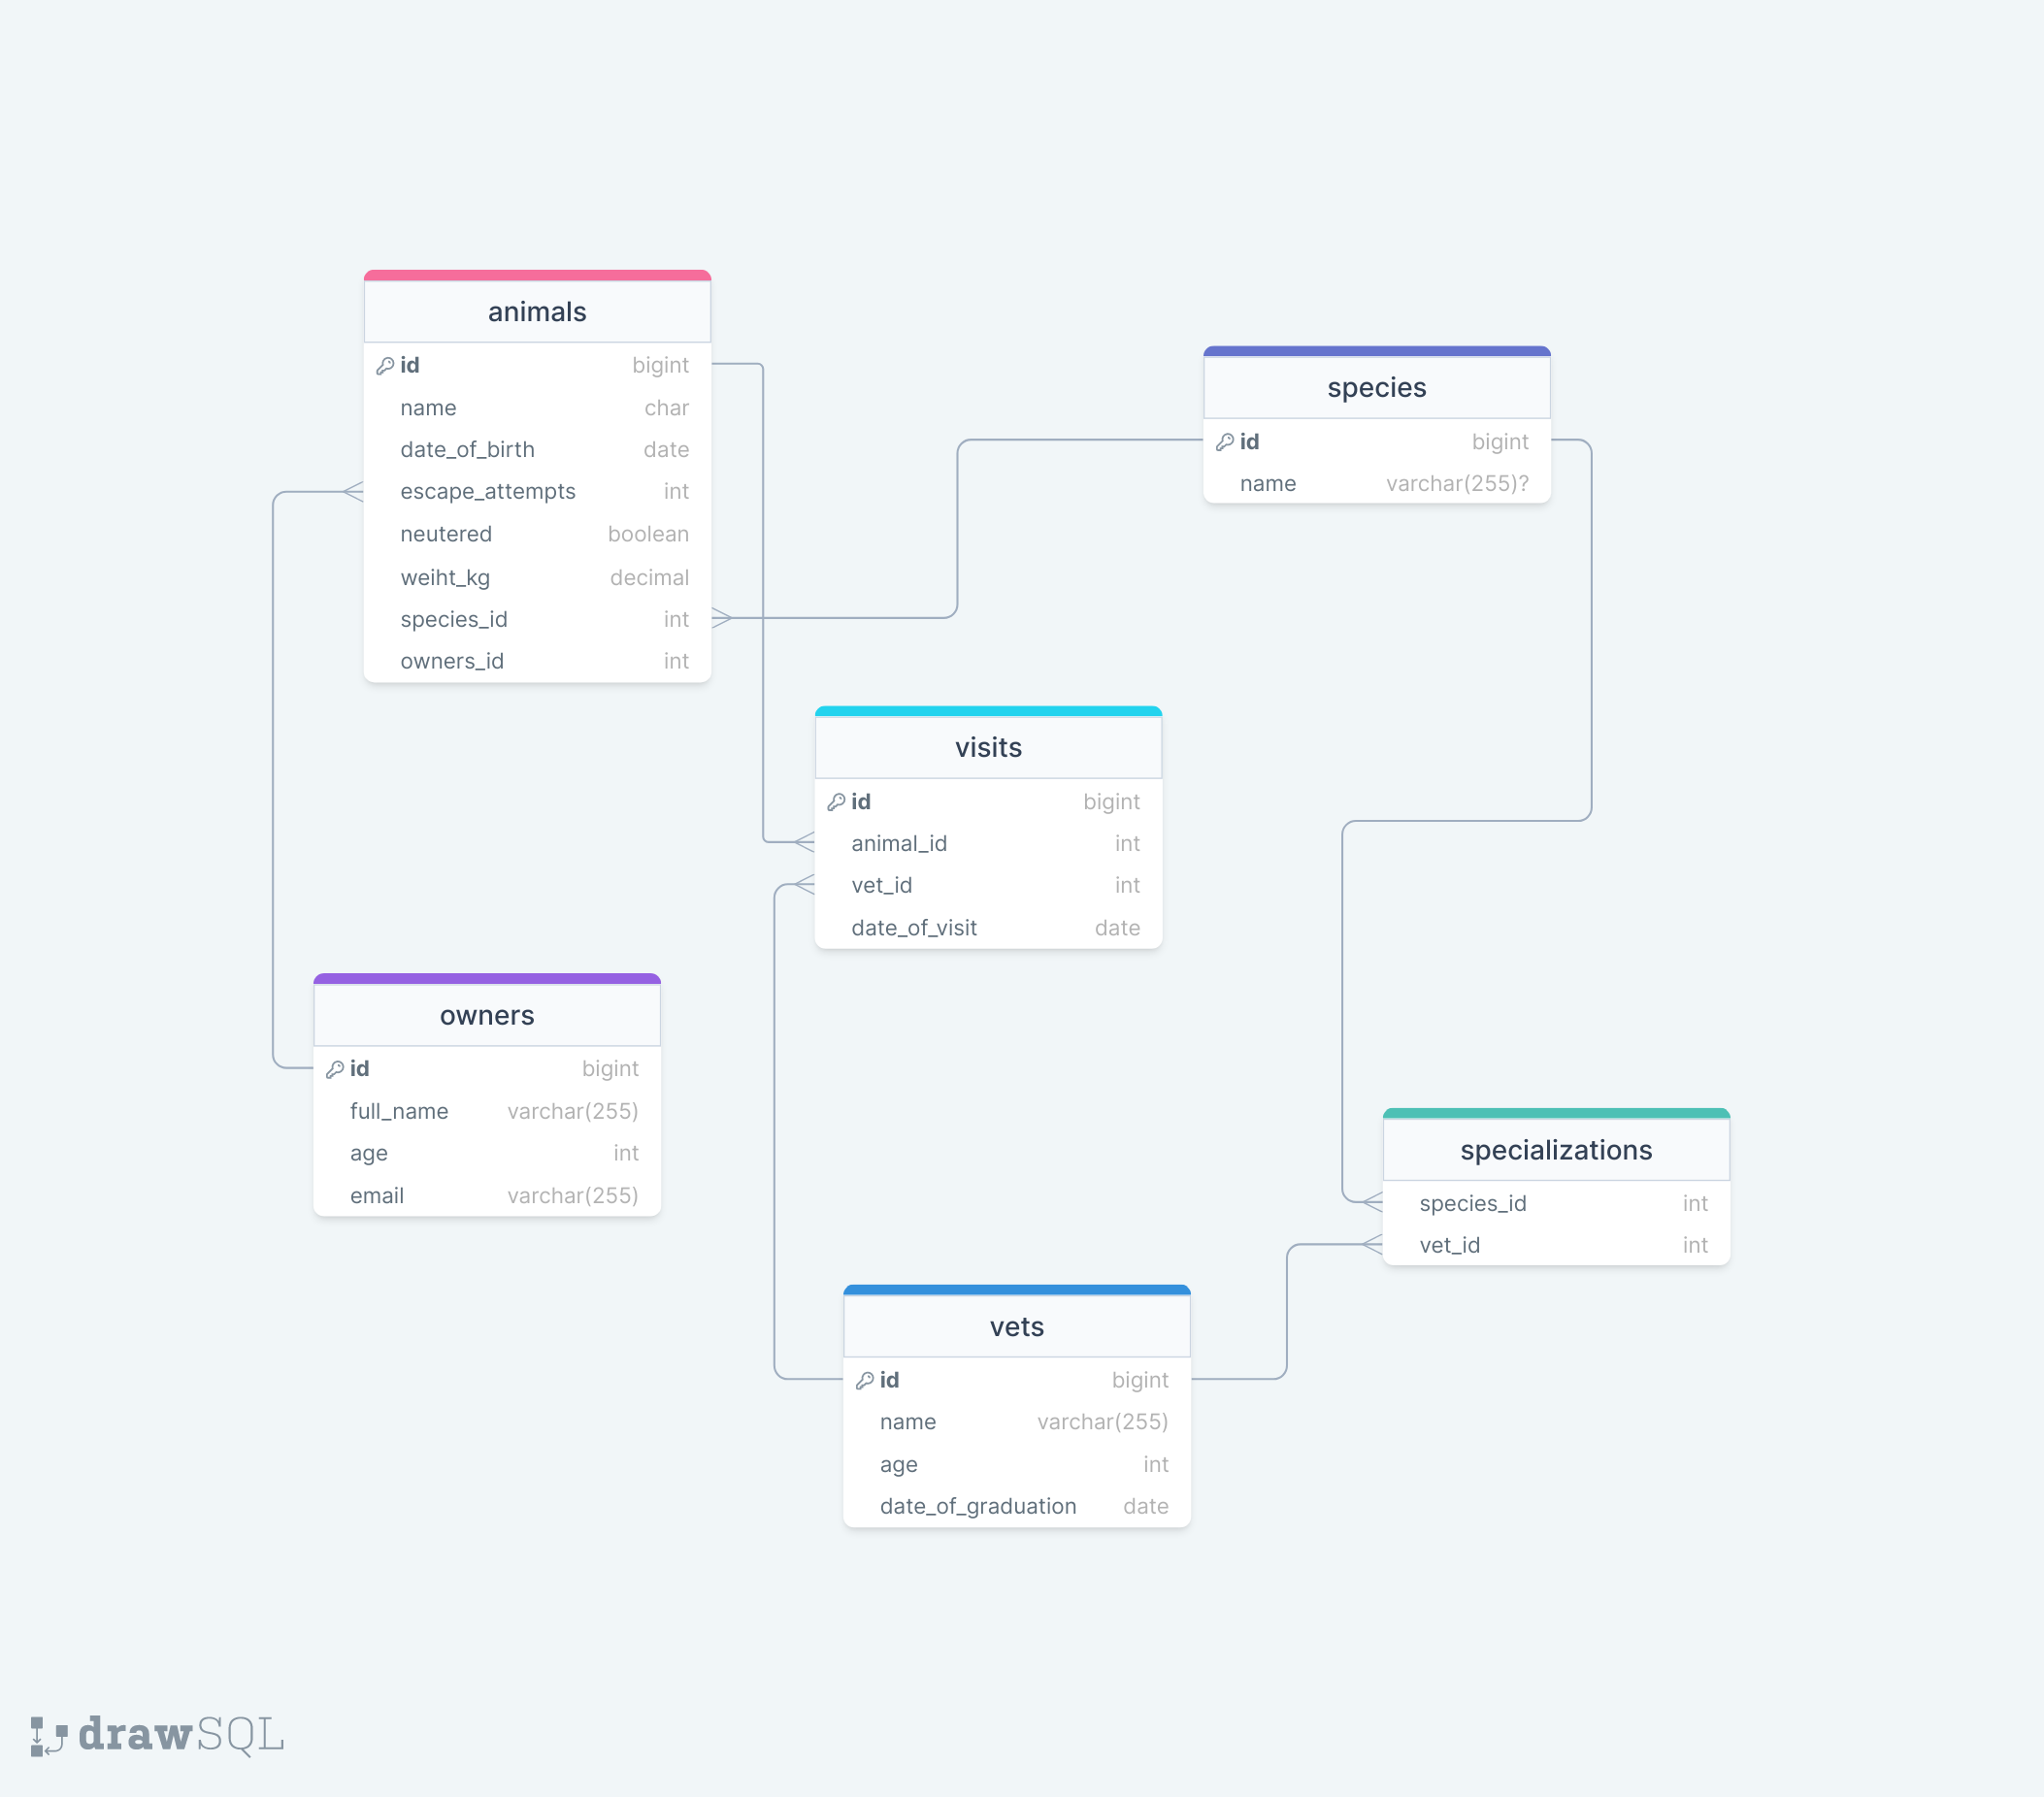 animals
id bigint
name char
date_of_birth date
escape_attempts int
neutered boolean
weiht_kg decimal
species_id int
owners_id int
species
id bigint
name varchar(255)?
visits
id bigint
animal_id int
vet_id int
date_of_visit date
owners
id bigint
full_name varchar(255)
age int
email varchar(255)
specializations
species_id int
vet_id int
vets
id bigint
name varchar(255)
age int
date_of_graduation date
drawSQL